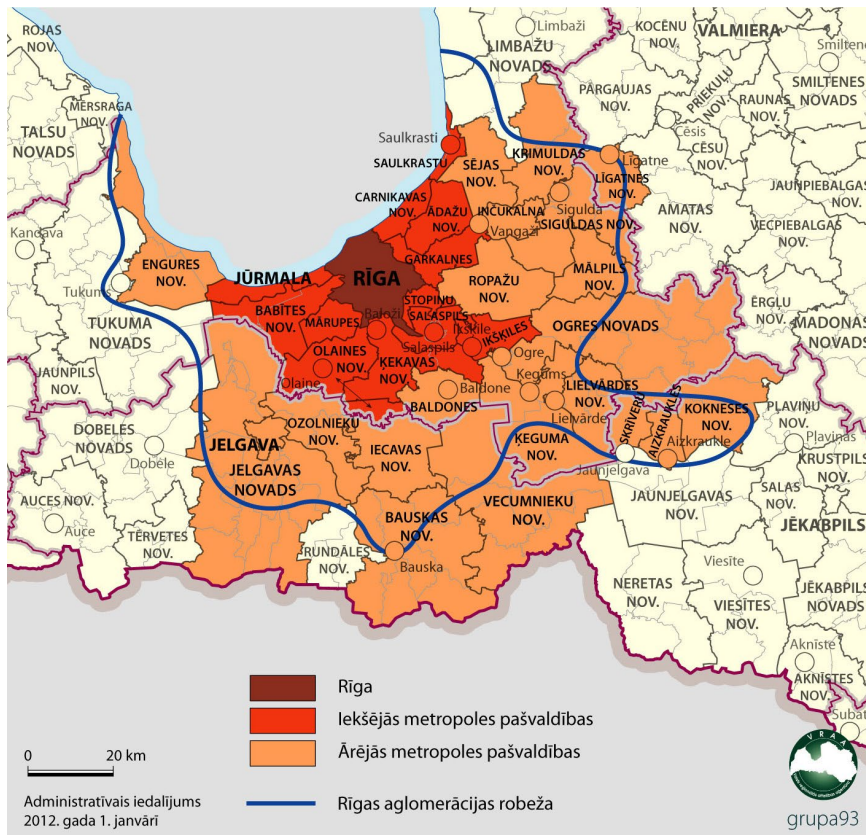 ROJAS
NOV.
Limbaži
LIMBAŽU
NOVADS
KOCĒNU
NOV.
VALMIERA
Smiltene
SMILTENES
NOVADS
MĒRSRAGA
NOV.
TALSU
NOVADS
PĀRGAUJAS
NOV.
PRIEKUĻU
NOV.
RAUNAS
NOV.
Saulkrasti
SAULKRASTU
Cēsis
CĒSU
NOV.
SĒJAS
NOV.
KRIMULDAS
NOV.
Līgatne
LĪGATNES
NOV.
JAUNPIEBALGAS
NOV.
CARNIKAVAS
NOV.
ĀDAŽU
NOV.
INČUKALNA
Vangaži
Sigulda
SIGULDAS NOV.
AMATAS
NOV.
VECPIEBALGAS
NOV.
Kandava
ENGURES
NOV.
JŪRMALA
RĪGA
GARKALNES
ROPAŽU
NOV.
MĀLPILS
NOV.
Tukums
TUKUMA
NOVADS
BABĪTES
NOV.
MĀRUPES
Baloži
STOPIŅU
SALASPILS
Salaspils
Ikšķile
IKŠĶILES
OGRES NOVADS
ĒRGĻU
NOV.
MADONAS
NOVADS
JAUNPILS
NOV.
OLAINES
NOV.
Olaine
ĶEKAVAS
NOV.
Ogre
Ķegums
Baldone
BALDONES
LIELVĀRDES
NOV.
Lielvārde
SKRĪVERU
AIZKRAUKLES
KOKNESES
NOV.
PĻAVIŅU
NOV.
Pļaviņas
DOBELES
NOVADS
Dobele
OZOLNIEKU
NOV.
JELGAVA
JELGAVAS
NOVADS
IECAVAS
NOV.
ĶEGUMA
NOV.
Aizkraukle
Jaunjelgava
KRUSTPILS
NOV.
AUCES NOV.
Auce
TĒRVETES
NOV.
RUNDĀLES
NOV.
BAUSKAS
NOV.
Bauska
VECUMNIEKU
NOV.
JAUNJELGAVAS
NOV.
SALAS
NOV.
JĒKABPILS
NERETAS
NOV.
Viesīte
VIESĪTES
NOV.
JĒKABPILS
NOVADS
Aknīste
AKNĪSTES
NOV.
Subat
Rīga
Iekšējās metropoles pašvaldības
Ārējās metropoles pašvaldības
Rīgas aglomerācijas robeža
0 20 km
Administratīvais iedalījums
2012. gada 1. janvārī
VRAA
grupa93